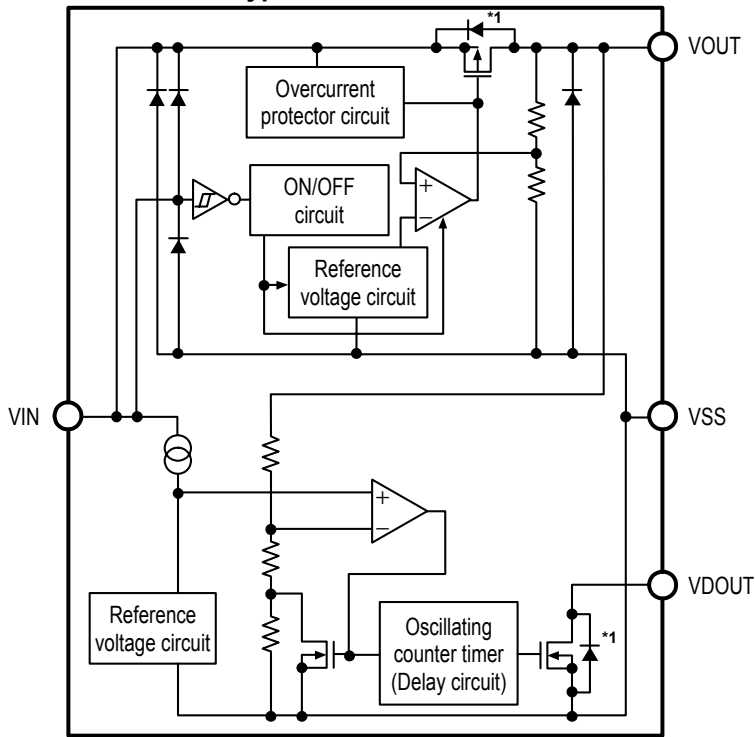 *1
VOUT
Overcurrent
protector circuit
+
−
ON/OFF
circuit
Reference
voltage circuit
VIN
VSS
+
−
VDOUT
Reference
voltage circuit
Oscillating
counter timer
(Delay circuit)
*1